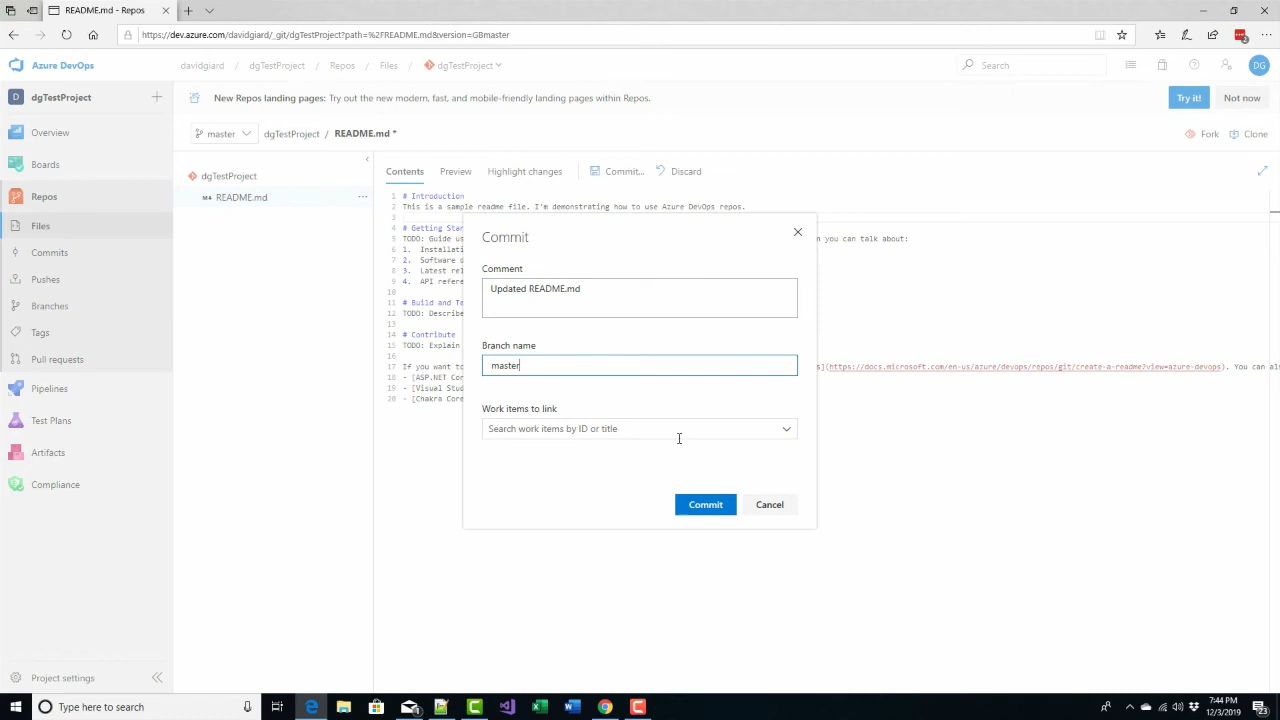 README.md - Repos
https://dev.azure.com/davidgiard/_git/dgTestProject?path=%2FREADME.md&version=GBmaster
Azure DevOps
davidgiard / dgTestProject / Repos / Files / dgTestProject
Search
DG
D dgTestProject
New Repos landing pages: Try out the new modern, fast, and mobile-friendly landing pages within Repos.
Try it!
Not now
Overview
Boards
Repos
Files
Commits
Pushes
Branches
Tags
Pull requests
Pipelines
Test Plans
Artifacts
Compliance
Project settings
master
dgTestProject / README.md *
Fork
Clone
dgTestProject
README.md
Contents
Preview
Highlight changes
Commit...
Discard
1 # Introduction
2 This is a sample readme file. I'm demonstrating how to use Azure DevOps repos.
3
4 # Getting Star
5 TODO: Guide us n you can talk about:
6 1. Installati
7 2. Software d
8 3. Latest rel
9 4. API refere
10
11 # Build and Te
12 TODO: Describe
13
14 # Contribute
15 TODO: Explain
16
17 If you want to s](https://docs.microsoft.com/en-us/azure/devops/repos/git/create-a-readme?view=azure-devops). You can als
18 - [ASP.NET Cor
19 - [Visual Stud
20 - [Chakra Core
Commit
Comment
Updated README.md
Branch name
master
Work items to link
Search work items by ID or title
Commit
Cancel
Type here to search
7:44 PM
12/3/2019